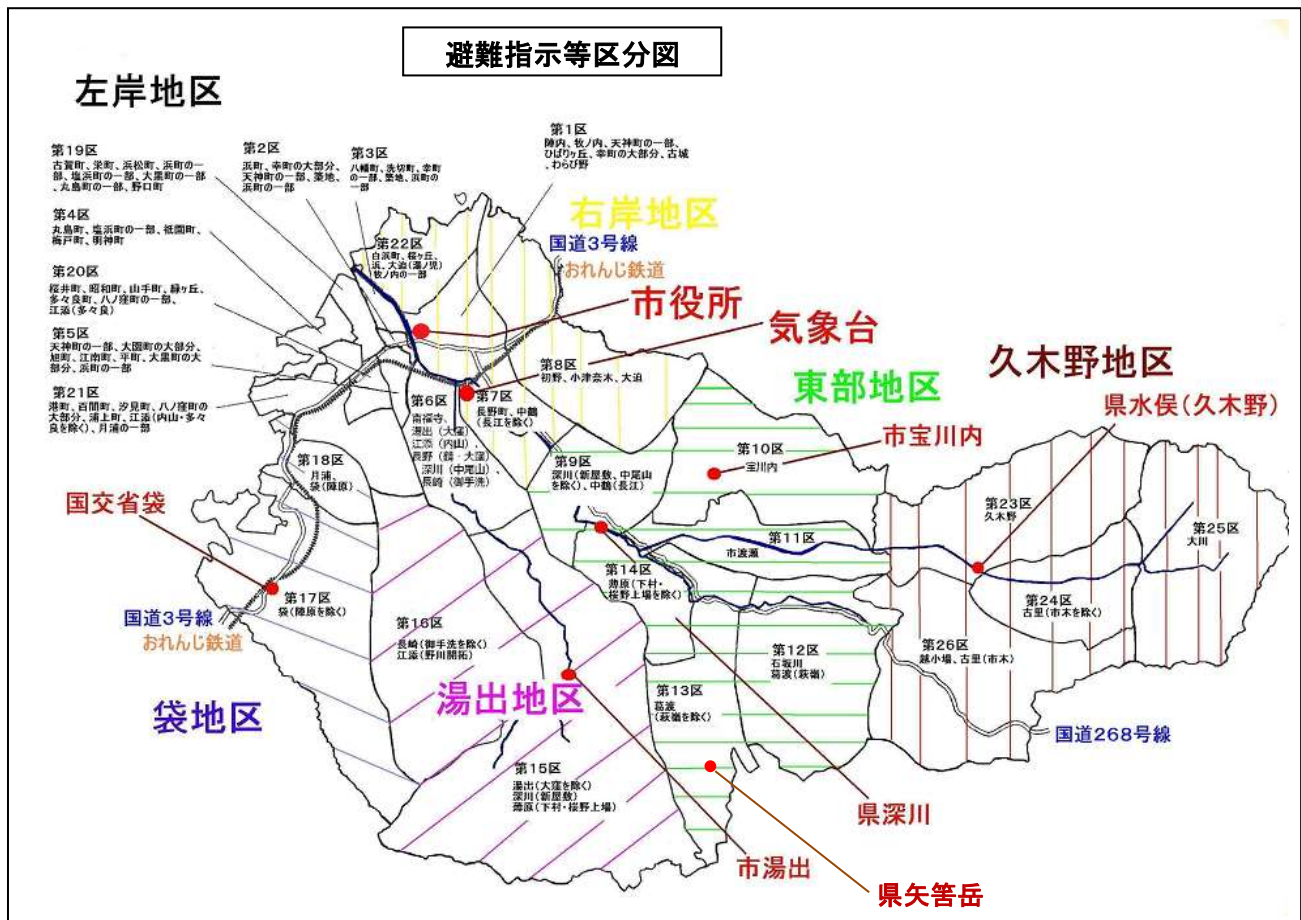 避難指示等区分図
左岸地区
第19区
古賀町、栄町、浜松町、浜町の一
部、塩浜町の一部、大黒町の一部
、丸島町の一部、野口町
第2区
浜町、幸町の大部分、
天神町の一部、築地、
浜町の一部
第3区
八幡町、洗切町、幸町
の一部、築地、浜町の
一部
第1区
陣内、牧ノ内、天神町の一部、
ひばりヶ丘、幸町の大部分、古城
、わらび野
第4区
丸島町、塩浜町の一部、祇園町、
梅戸町、明神町
右岸地区
第22区
白浜町、桜ヶ丘、
浜、大迫(湯ノ児)
牧ノ内の一部
国道3号線
おれんじ鉄道
第20区
桜井町、昭和町、山手町、緑ヶ丘、
多々良町、八ノ窪町の一部、
江添(多々良)
市役所
気象台
第5区
天神町の一部、大園町の大部分、
旭町、江南町、平町、大黒町の大
部分、浜町の一部
第8区
初野、小津奈木、大迫
久木野地区
東部地区
第21区
港町、百間町、汐見町、八ノ窪町の
大部分、浦上町、江添(内山・多々
良を除く)、月浦の一部
第6区
南福寺、
湯出(大窪)
江添(内山)、
長野(鶴・大窪)
深川(中尾山)、
長崎(御手洗)
第7区
長野町、中鶴
(長江を除く)
県水俣(久木野)
市宝川内
第10区
宝川内
第9区
深川(新屋敷、中尾山
を除く)、中鶴(長江)
第18区
月浦、
袋(陣原)
国交省袋
第23区
久木野
第25区
大川
第11区
市渡瀬
第14区
薄原(下村・
桜野上場を除く)
第17区
袋(陣原を除く)
第24区
古里(市木を除く)
国道3号線
おれんじ鉄道
第16区
長崎(御手洗を除く)
江添(野川開拓)
第12区
石坂川
葛渡(萩嶺)
第26区
越小場、古里(市木)
湯出地区
第13区
葛渡
(萩嶺を除く)
袋地区
国道268号線
第15区
湯出(大窪を除く)
深川(新屋敷)
薄原(下村・桜野上場)
県深川
市湯出
県矢筈岳